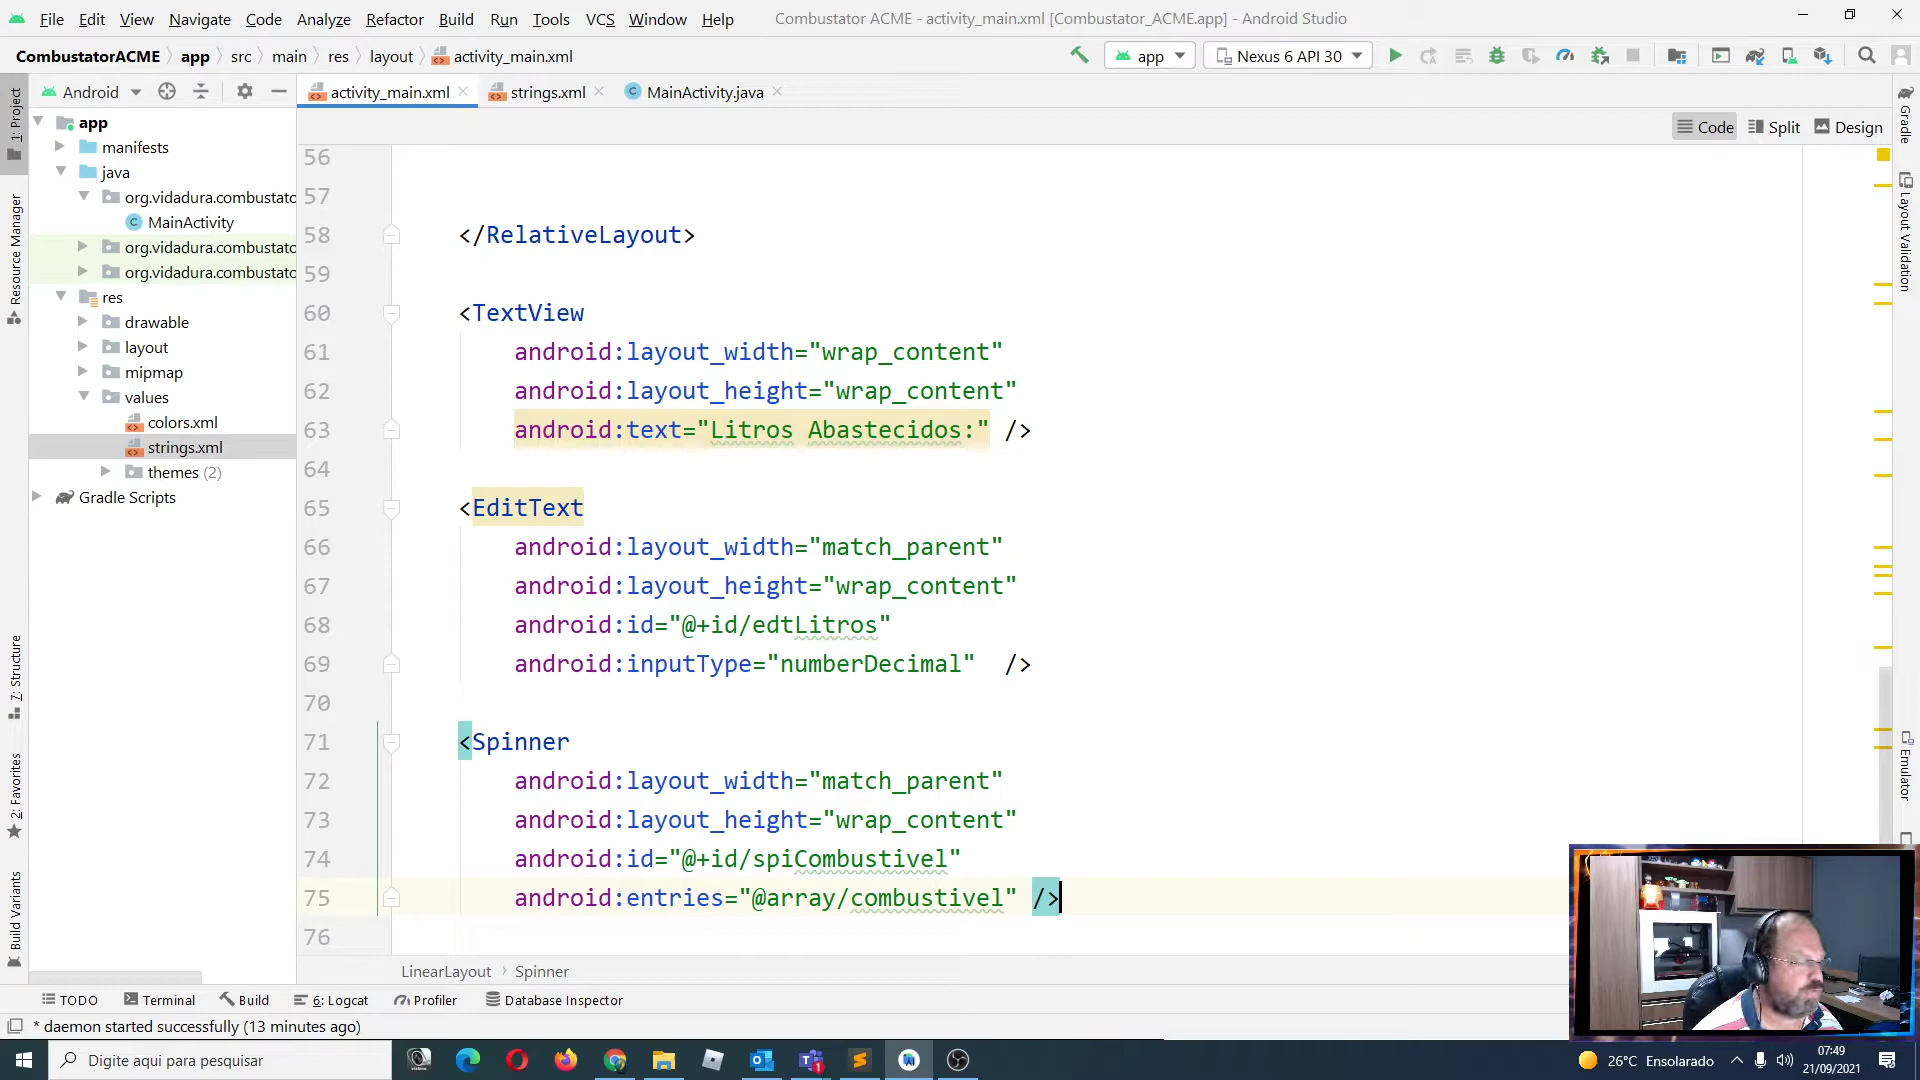 File Edit View Navigate Code Analyze Refactor Build Run Tools VCS Window Help Combustator ACME - activity_main.xml [Combustator_ACME.app] - Android Studio
CombustatorACME app src main res layout activity_main.xml app Nexus 6 API 30
Android activity_main.xml strings.xml MainActivity.java
Code Split Design
1: Project
Resource Manager
7: Structure
2: Favorites
Build Variants
app
manifests
java
org.vidadura.combustato
MainActivity
org.vidadura.combustato
org.vidadura.combustato
res
drawable
layout
mipmap
values
colors.xml
strings.xml
themes (2)
Gradle Scripts
56
57
58 </RelativeLayout>
59
60 <TextView
61 android:layout_width="wrap_content"
62 android:layout_height="wrap_content"
63 android:text="Litros Abastecidos:" />
64
65 <EditText
66 android:layout_width="match_parent"
67 android:layout_height="wrap_content"
68 android:id="@+id/edtLitros"
69 android:inputType="numberDecimal"  />
70
71 <Spinner
72 android:layout_width="match_parent"
73 android:layout_height="wrap_content"
74 android:id="@+id/spiCombustivel"
75 android:entries="@array/combustivel" />
76
Gradle
Layout Validation
Emulator
LinearLayout Spinner
TODO Terminal Build 6: Logcat Profiler Database Inspector
* daemon started successfully (13 minutes ago)
Digite aqui para pesquisar
1
26°C Ensolarado
07:49
21/09/2021